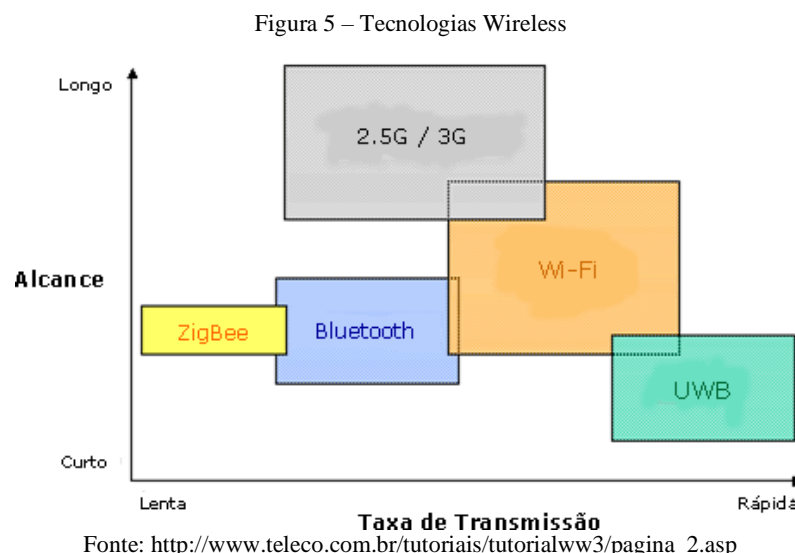 Figura 5 – Tecnologias Wireless
Longo
2.5G / 3G
Wi-Fi
Alcance
ZigBee
Bluetooth
UWB
Curto
Lenta
Rápida
Taxa de Transmissão
Fonte: http://www.teleco.com.br/tutoriais/tutorialww3/pagina_2.asp